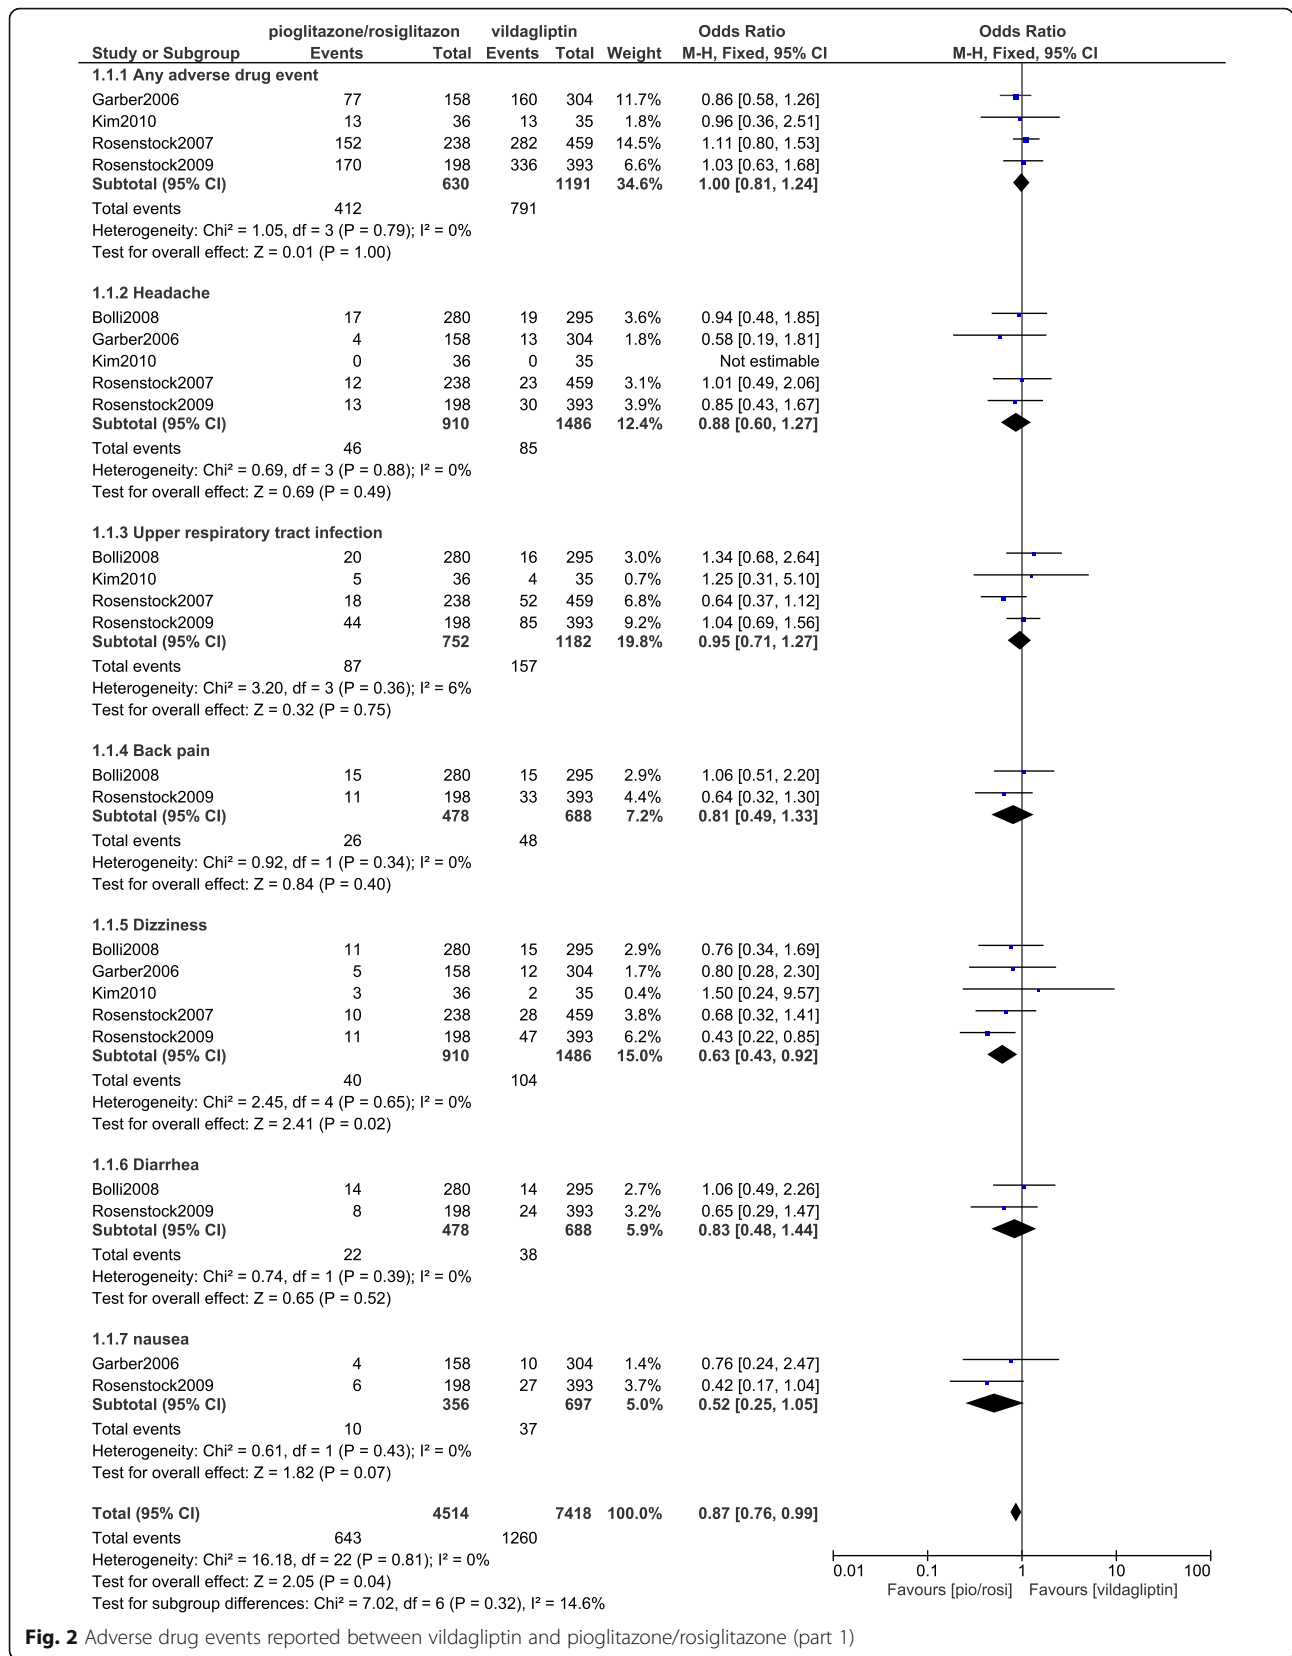 pioglitazone/rosiglitazon vildagliptin Odds Ratio Odds Ratio
Study or Subgroup Events Total Events Total Weight M-H, Fixed, 95% CI M-H, Fixed, 95% CI
1.1.1 Any adverse drug event
Garber2006 77 158 160 304 11.7% 0.86 [0.58, 1.26]
Kim2010 13 36 13 35 1.8% 0.96 [0.36, 2.51]
Rosenstock2007 152 238 282 459 14.5% 1.11 [0.80, 1.53]
Rosenstock2009 170 198 336 393 6.6% 1.03 [0.63, 1.68]
Subtotal (95% CI) 630 1191 34.6% 1.00 [0.81, 1.24]
Total events 412 791
Heterogeneity: Chi² = 1.05, df = 3 (P = 0.79); I² = 0%
Test for overall effect: Z = 0.01 (P = 1.00)
1.1.2 Headache
Bolli2008 17 280 19 295 3.6% 0.94 [0.48, 1.85]
Garber2006 4 158 13 304 1.8% 0.58 [0.19, 1.81]
Kim2010 0 36 0 35 Not estimable
Rosenstock2007 12 238 23 459 3.1% 1.01 [0.49, 2.06]
Rosenstock2009 13 198 30 393 3.9% 0.85 [0.43, 1.67]
Subtotal (95% CI) 910 1486 12.4% 0.88 [0.60, 1.27]
Total events 46 85
Heterogeneity: Chi² = 0.69, df = 3 (P = 0.88); I² = 0%
Test for overall effect: Z = 0.69 (P = 0.49)
1.1.3 Upper respiratory tract infection
Bolli2008 20 280 16 295 3.0% 1.34 [0.68, 2.64]
Kim2010 5 36 4 35 0.7% 1.25 [0.31, 5.10]
Rosenstock2007 18 238 52 459 6.8% 0.64 [0.37, 1.12]
Rosenstock2009 44 198 85 393 9.2% 1.04 [0.69, 1.56]
Subtotal (95% CI) 752 1182 19.8% 0.95 [0.71, 1.27]
Total events 87 157
Heterogeneity: Chi² = 3.20, df = 3 (P = 0.36); I² = 6%
Test for overall effect: Z = 0.32 (P = 0.75)
1.1.4 Back pain
Bolli2008 15 280 15 295 2.9% 1.06 [0.51, 2.20]
Rosenstock2009 11 198 33 393 4.4% 0.64 [0.32, 1.30]
Subtotal (95% CI) 478 688 7.2% 0.81 [0.49, 1.33]
Total events 26 48
Heterogeneity: Chi² = 0.92, df = 1 (P = 0.34); I² = 0%
Test for overall effect: Z = 0.84 (P = 0.40)
1.1.5 Dizziness
Bolli2008 11 280 15 295 2.9% 0.76 [0.34, 1.69]
Garber2006 5 158 12 304 1.7% 0.80 [0.28, 2.30]
Kim2010 3 36 2 35 0.4% 1.50 [0.24, 9.57]
Rosenstock2007 10 238 28 459 3.8% 0.68 [0.32, 1.41]
Rosenstock2009 11 198 47 393 6.2% 0.43 [0.22, 0.85]
Subtotal (95% CI) 910 1486 15.0% 0.63 [0.43, 0.92]
Total events 40 104
Heterogeneity: Chi² = 2.45, df = 4 (P = 0.65); I² = 0%
Test for overall effect: Z = 2.41 (P = 0.02)
1.1.6 Diarrhea
Bolli2008 14 280 14 295 2.7% 1.06 [0.49, 2.26]
Rosenstock2009 8 198 24 393 3.2% 0.65 [0.29, 1.47]
Subtotal (95% CI) 478 688 5.9% 0.83 [0.48, 1.44]
Total events 22 38
Heterogeneity: Chi² = 0.74, df = 1 (P = 0.39); I² = 0%
Test for overall effect: Z = 0.65 (P = 0.52)
1.1.7 nausea
Garber2006 4 158 10 304 1.4% 0.76 [0.24, 2.47]
Rosenstock2009 6 198 27 393 3.7% 0.42 [0.17, 1.04]
Subtotal (95% CI) 356 697 5.0% 0.52 [0.25, 1.05]
Total events 10 37
Heterogeneity: Chi² = 0.61, df = 1 (P = 0.43); I² = 0%
Test for overall effect: Z = 1.82 (P = 0.07)
Total (95% CI) 4514 7418 100.0% 0.87 [0.76, 0.99]
Total events 643 1260
Heterogeneity: Chi² = 16.18, df = 22 (P = 0.81); I² = 0%
Test for overall effect: Z = 2.05 (P = 0.04)
Test for subgroup differences: Chi² = 7.02, df = 6 (P = 0.32), I² = 14.6%
0.01 0.1 1 10 100
Favours [pio/rosi] Favours [vildagliptin]
Fig. 2 Adverse drug events reported between vildagliptin and pioglitazone/rosiglitazone (part 1)